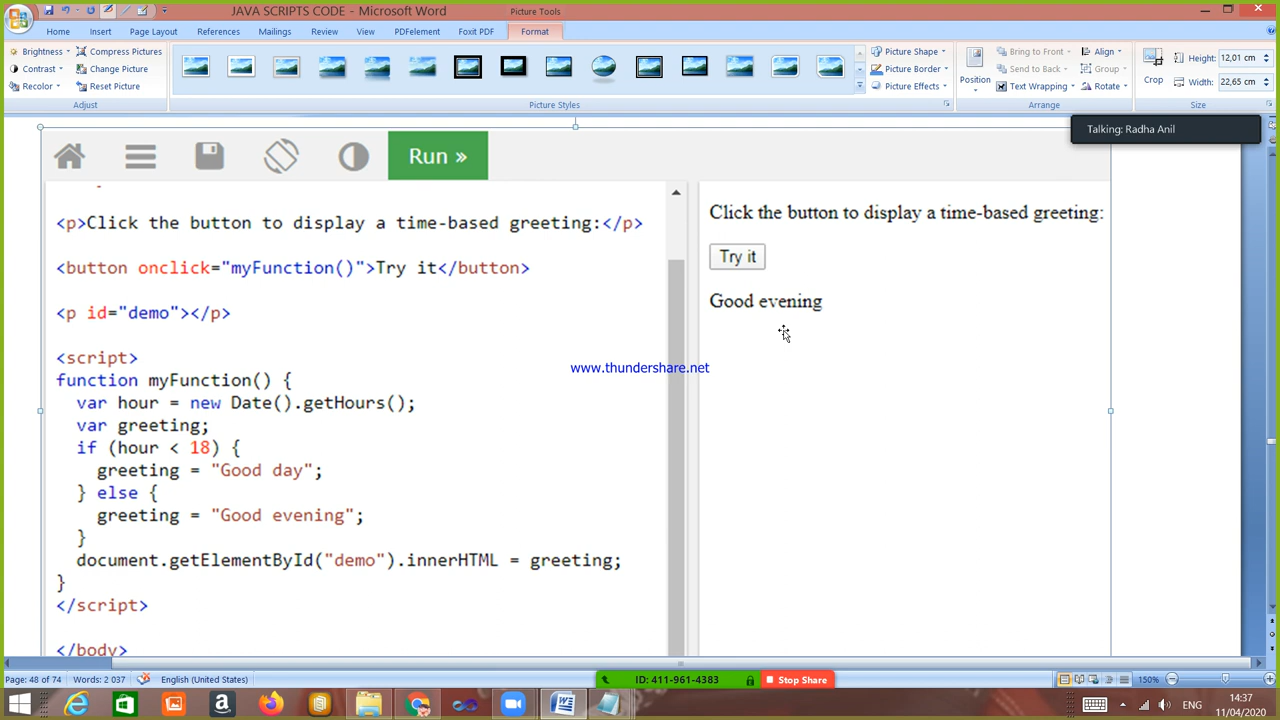 JAVA SCRIPTS CODE - Microsoft Word
Picture Tools
Home Insert Page Layout References Mailings Review View PDFelement Foxit PDF Format
Brightness Compress Pictures Picture Shape Bring to Front Align Height: 12,01 cm
Contrast Change Picture Picture Border Send to Back Group
Recolor Reset Picture Picture Effects Position Text Wrapping Rotate Crop Width: 22,65 cm
Adjust Picture Styles Arrange Size
Talking: Radha Anil
Run »
<p>Click the button to display a time-based greeting:</p>
<button onclick="myFunction()">Try it</button>
<p id="demo"></p>
<script>
function myFunction() {
var hour = new Date().getHours();
var greeting;
if (hour < 18) {
greeting = "Good day";
} else {
greeting = "Good evening";
}
document.getElementById("demo").innerHTML = greeting;
}
</script>
</body>
Click the button to display a time-based greeting:
Try it
Good evening
www.thundershare.net
Page: 48 of 74 Words: 2 037 English (United States) ID: 411-961-4383 Stop Share 150%
ENG 14:37
11/04/2020